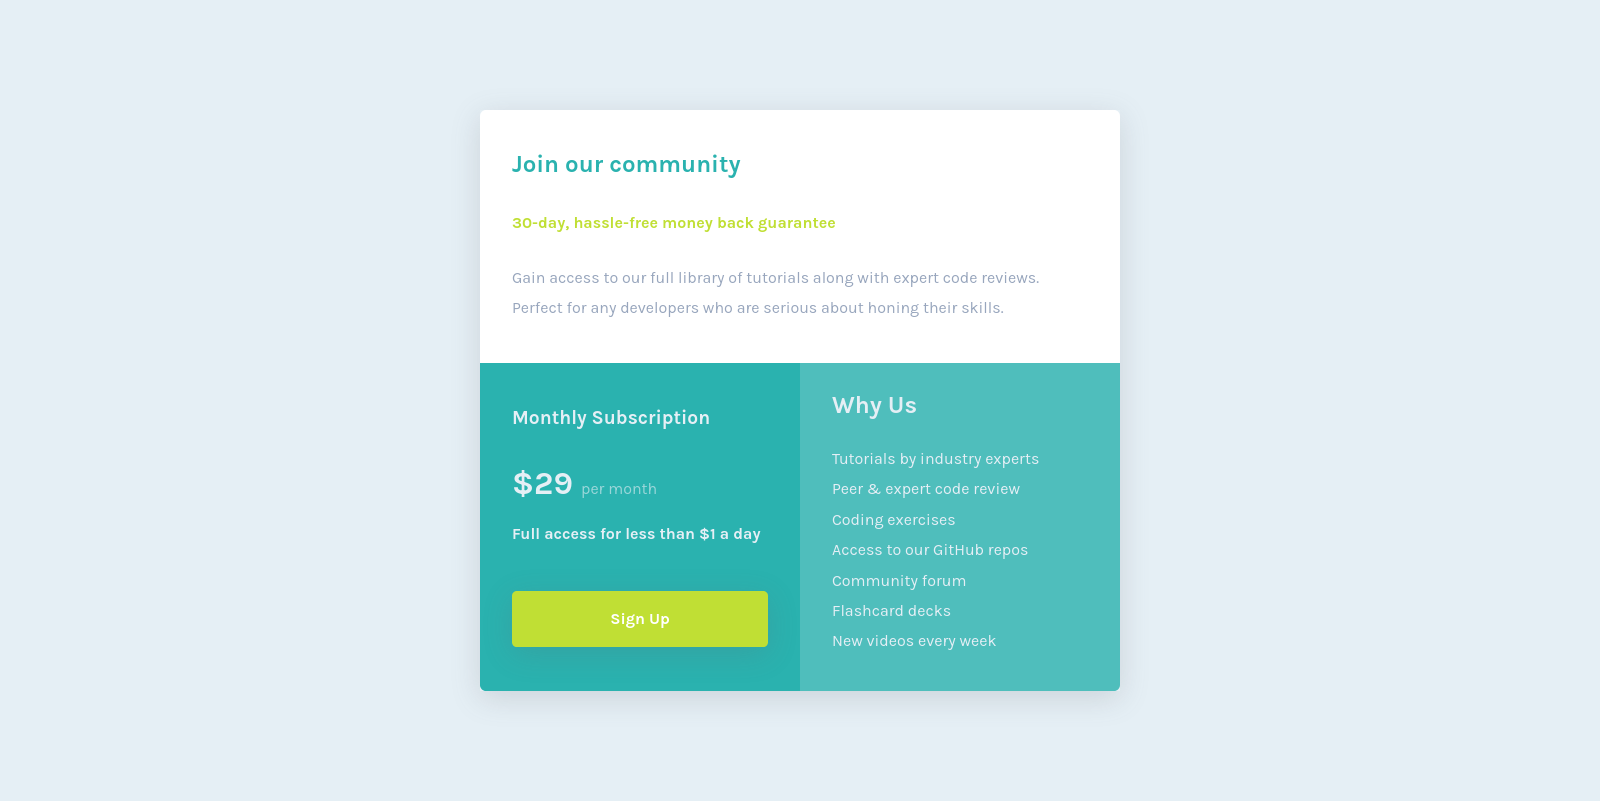 Join our community
30-day, hassle-free money back guarantee
Gain access to our full library of tutorials along with expert code reviews.
Perfect for any developers who are serious about honing their skills.
Monthly Subscription
$29 per month
Full access for less than $1 a day
Sign Up
Why Us
Tutorials by industry experts
Peer & expert code review
Coding exercises
Access to our GitHub repos
Community forum
Flashcard decks
New videos every week